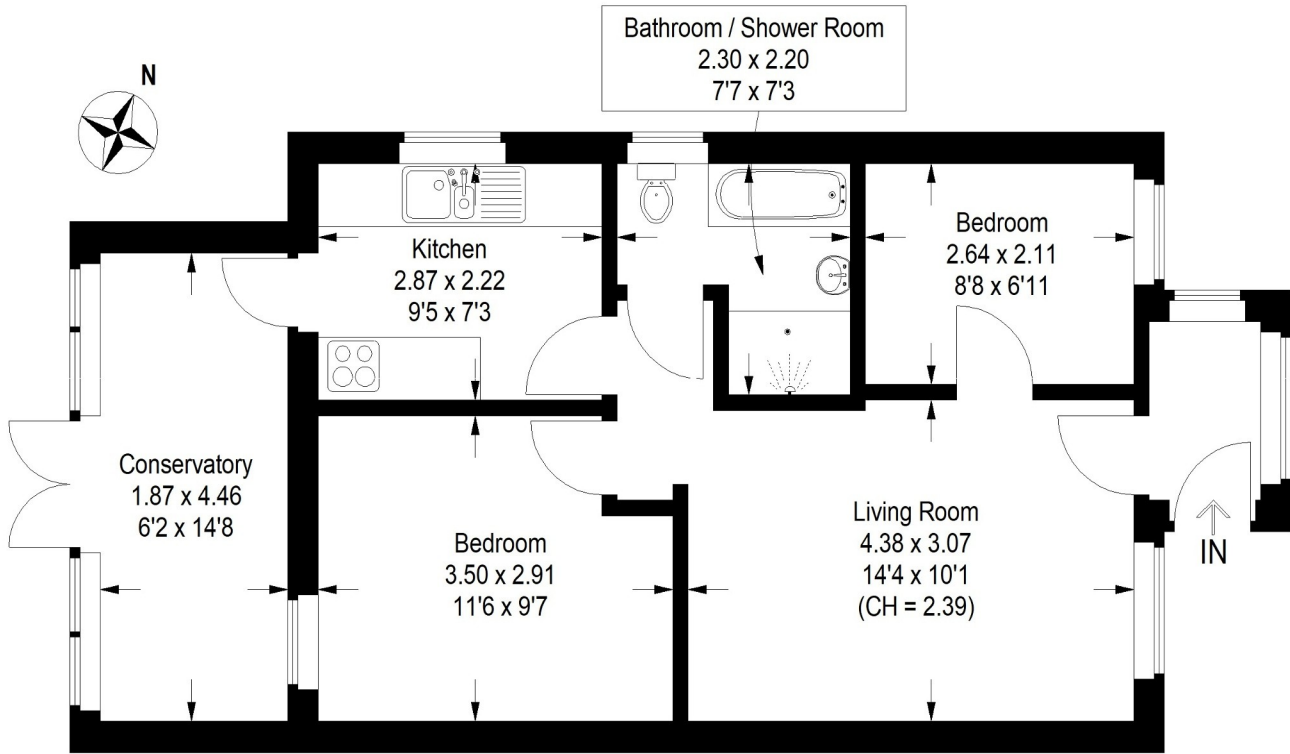 Bathroom / Shower Room
2.30 x 2.20
7'7 x 7'3
N
Kitchen
2.87 x 2.22
9'5 x 7'3
Bedroom
2.64 x 2.11
8'8 x 6'11
Conservatory
1.87 x 4.46
6'2 x 14'8
Bedroom
3.50 x 2.91
11'6 x 9'7
Living Room
4.38 x 3.07
14'4 x 10'1
(CH = 2.39)
IN